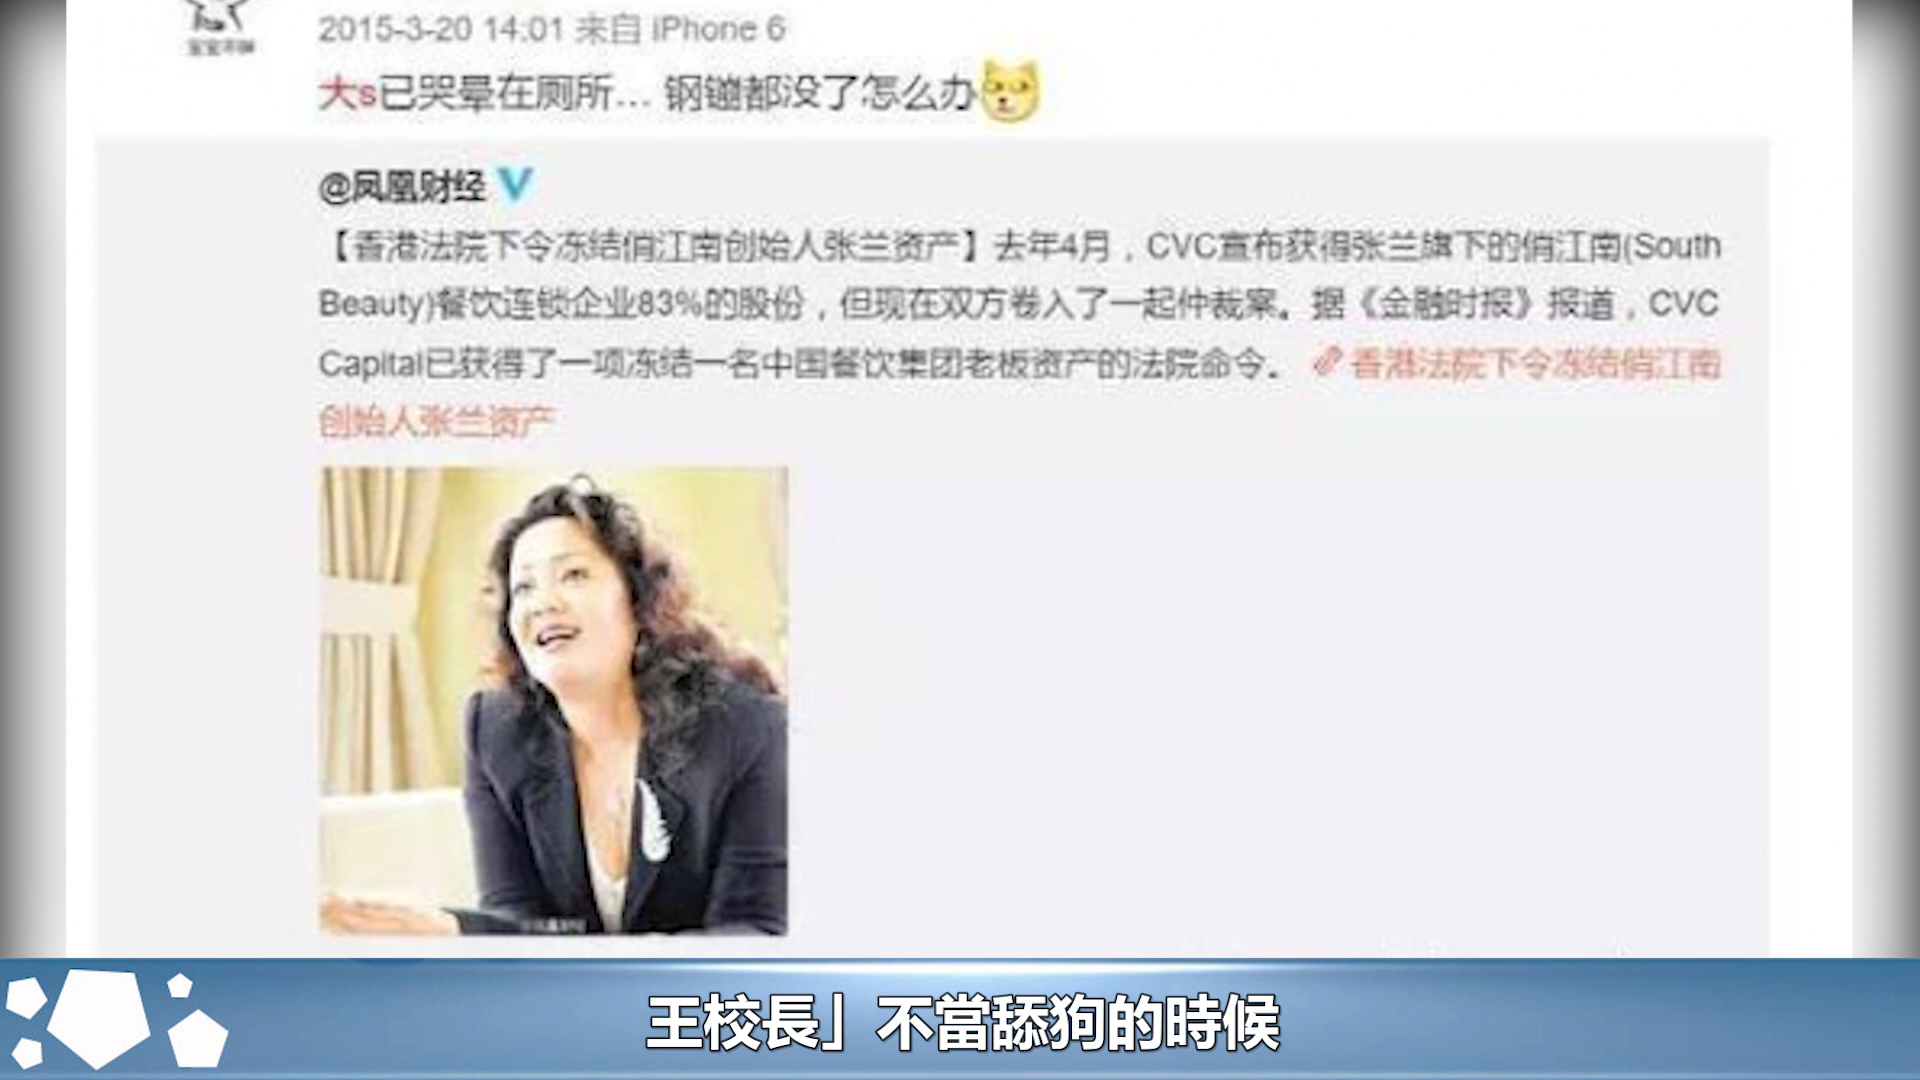 2015-3-20 14:01 来自 iPhone 6
大s已哭晕在厕所... 钢镚都没了怎么办
@凤凰财经
【香港法院下令冻结俏江南创始人张兰资产】去年4月，CVC宣布获得张兰旗下的俏江南(South
Beauty)餐饮连锁企业83%的股份，但现在双方卷入了一起仲裁案。据《金融时报》报道，CVC
Capital已获得了一项冻结一名中国餐饮集团老板资产的法院命令。 香港法院下令冻结俏江南
创始人张兰资产
王校長」不當舔狗的時候